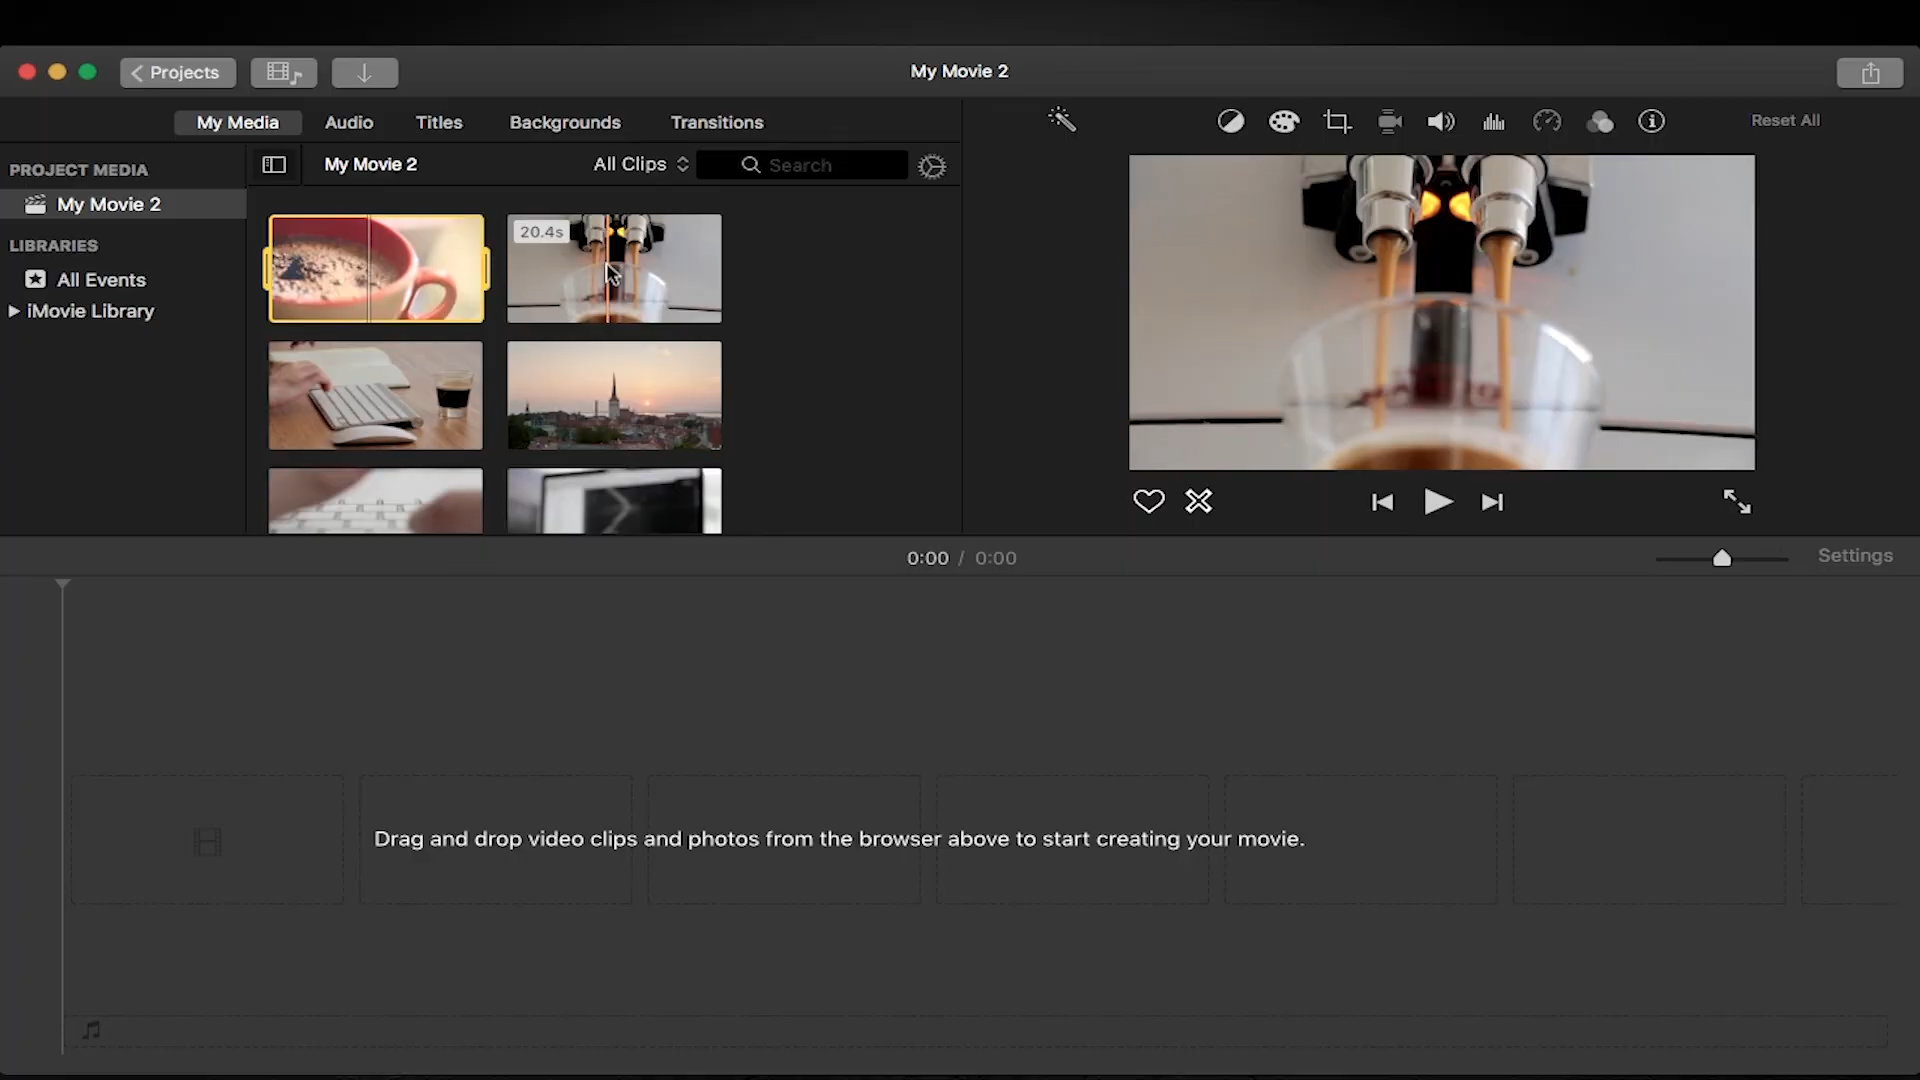 Projects
My Movie 2
My Media
Audio
Titles
Backgrounds
Transitions
Reset All
PROJECT MEDIA
My Movie 2
All Clips
Search
My Movie 2
LIBRARIES
All Events
iMovie Library
20.4s
0:00 / 0:00
Settings
Drag and drop video clips and photos from the browser above to start creating your movie.